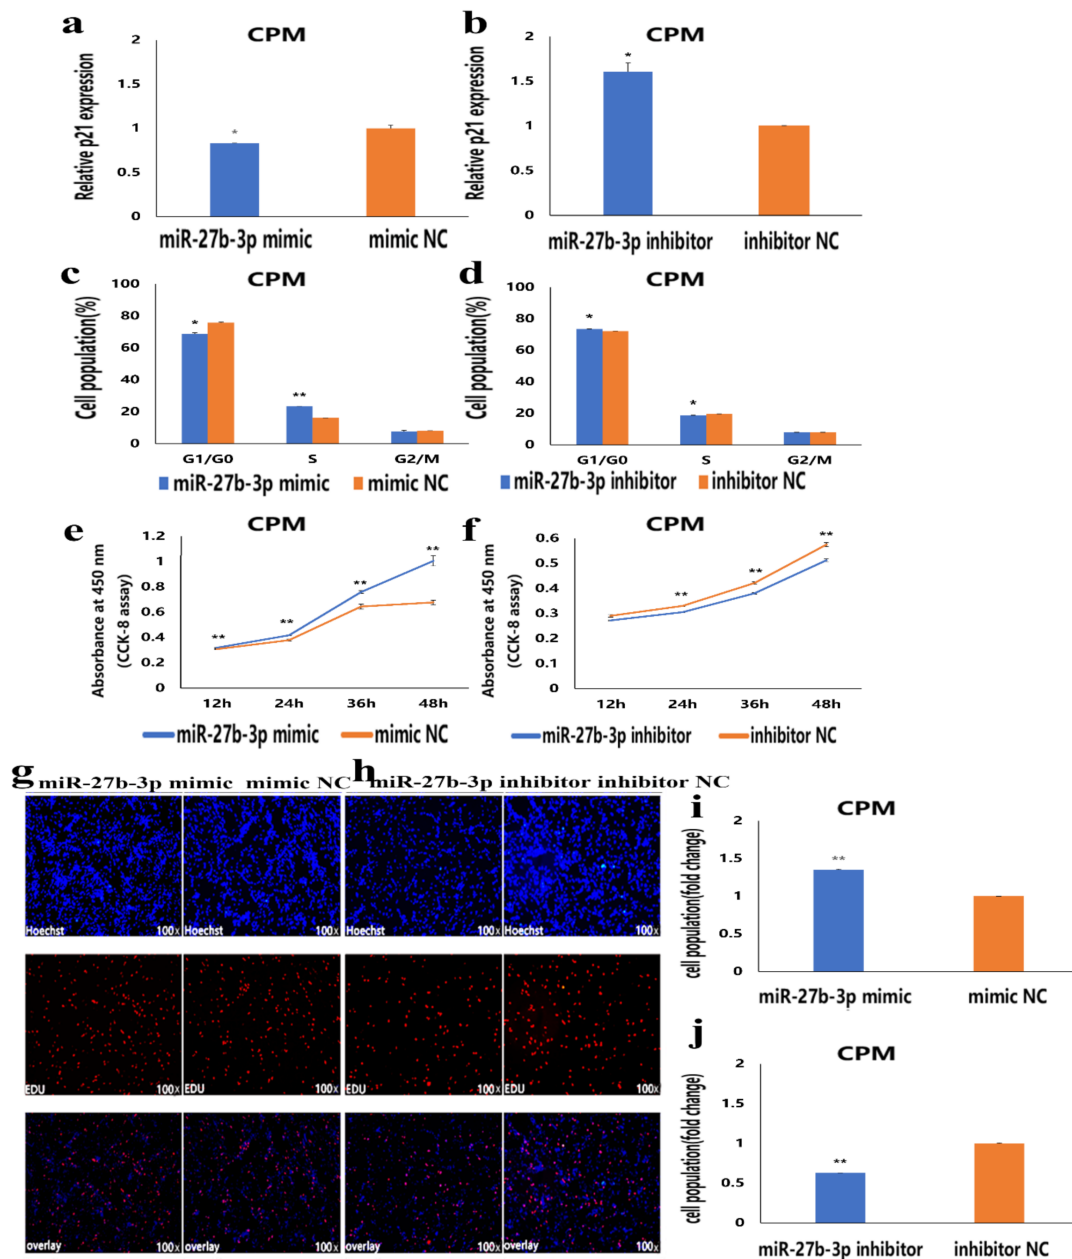 a
CPM
Relative p21 expression
2
1.5
1
0.5
0
*
miR-27b-3p mimic
mimic NC
b
CPM
Relative p21 expression
2
1.5
1
0.5
0
*
miR-27b-3p inhibitor
inhibitor NC
c
CPM
Cell population(%)
100
80
60
40
20
0
*
**
G1/G0
S
G2/M
miR-27b-3p mimic
mimic NC
d
CPM
Cell population(%)
100
80
60
40
20
0
*
*
G1/G0
S
G2/M
miR-27b-3p inhibitor
inhibitor NC
e
CPM
Absorbance at 450 nm
(CCK-8 assay)
1.2
1
0.8
0.6
0.4
0.2
0
**
**
**
**
12h
24h
36h
48h
miR-27b-3p mimic
mimic NC
f
CPM
Absorbance at 450 nm
(CCK-8 assay)
0.6
0.5
0.4
0.3
0.2
0.1
0
**
**
**
12h
24h
36h
48h
miR-27b-3p inhibitor
inhibitor NC
g
miR-27b-3p mimic
mimic NC
h
miR-27b-3p inhibitor
inhibitor NC
Hoechst
100x
Hoechst
100x
Hoechst
100x
Hoechst
100x
EDU
100x
EDU
100x
EDU
100x
EDU
100x
overlay
100x
overlay
100x
overlay
100x
overlay
100x
i
CPM
cell population(fold change)
2
1.5
1
0.5
0
**
miR-27b-3p mimic
mimic NC
j
CPM
cell population(fold change)
2
1.5
1
0.5
0
**
miR-27b-3p inhibitor
inhibitor NC